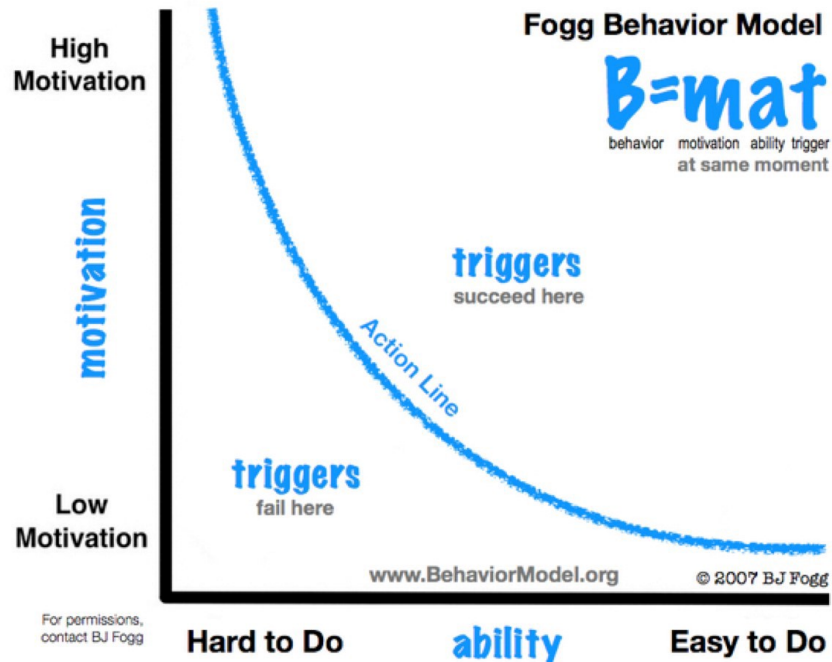 Fogg Behavior Model
B=mat
behavior motivation ability trigger
at same moment
High
Motivation
motivation
Low
Motivation
triggers
succeed here
Action Line
triggers
fail here
www.BehaviorModel.org
© 2007 BJ Fogg
For permissions,
contact BJ Fogg
Hard to Do
ability
Easy to Do